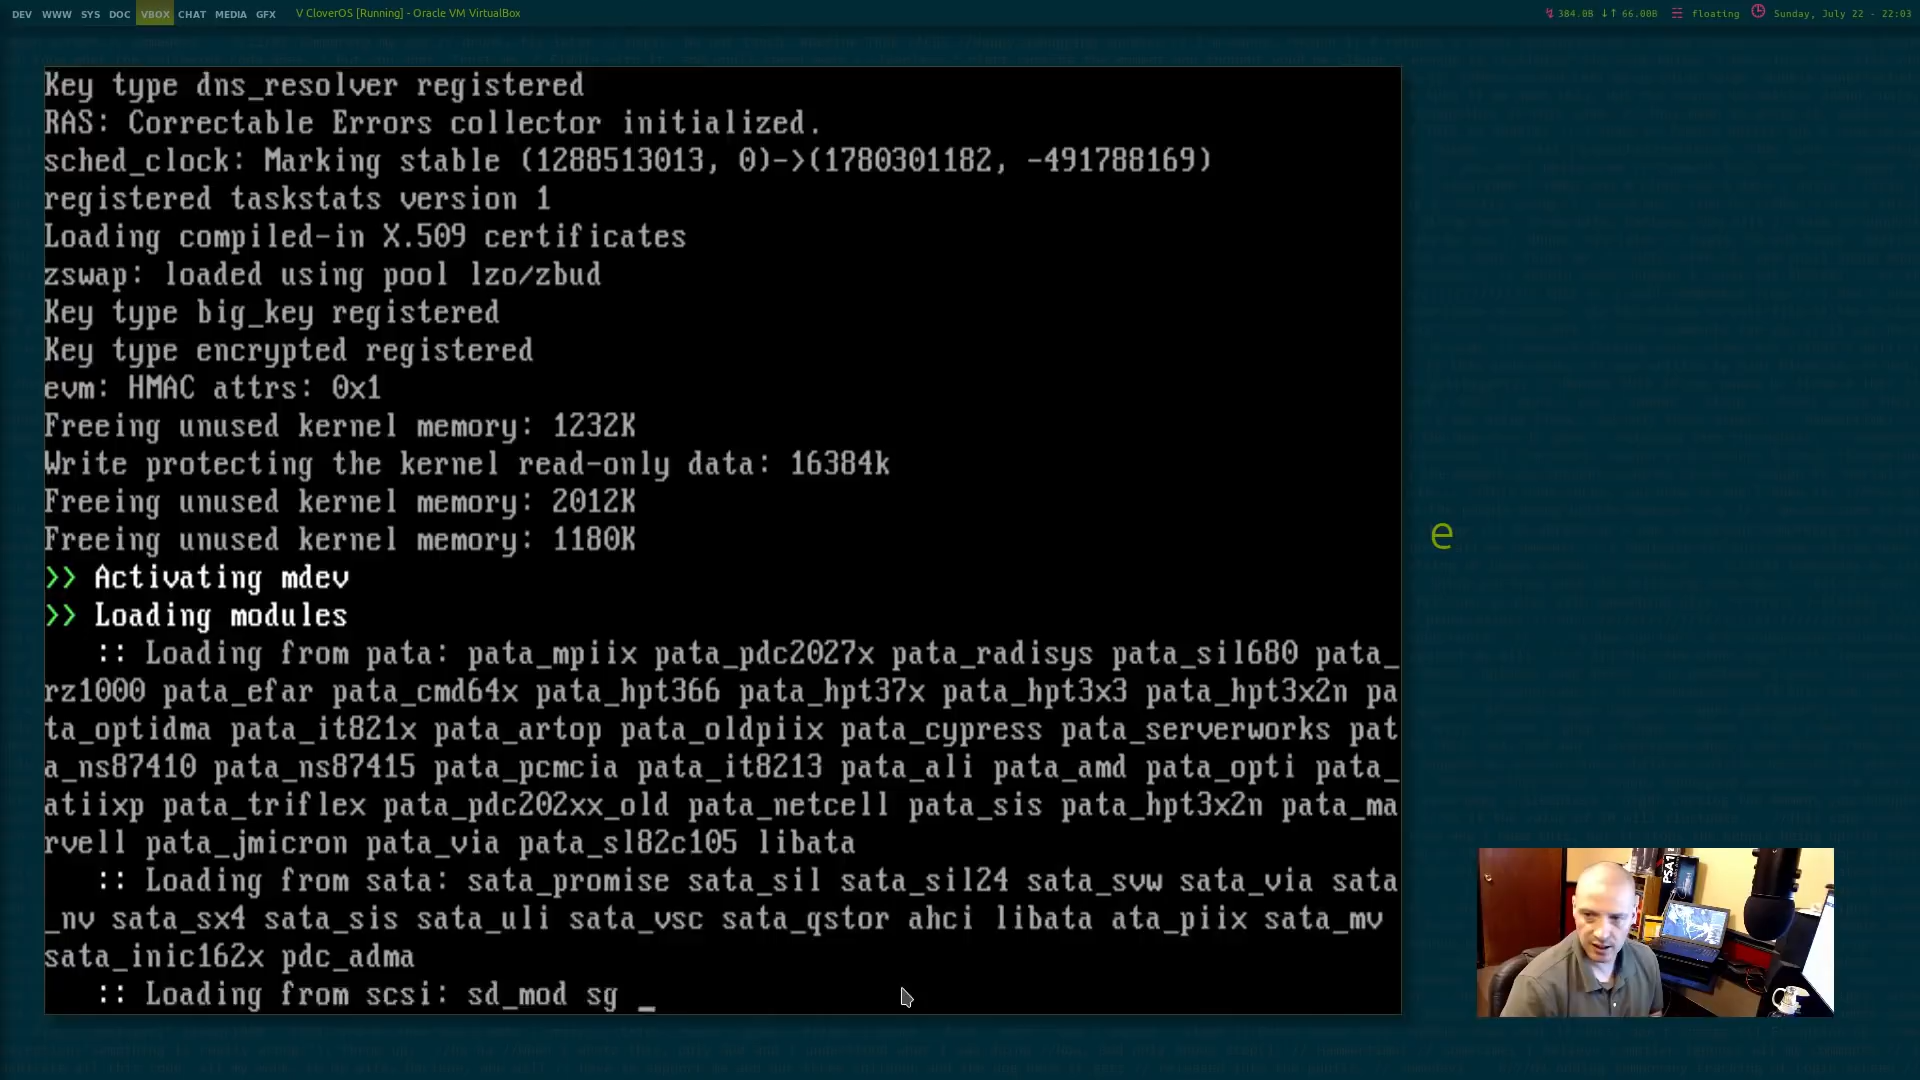 DEV WWW SYS DOC VBOX CHAT MEDIA GFX V CloverOS [Running] - Oracle VM VirtualBox 384.0B ↓↑ 66.00B floating Sunday, July 22 - 22:03
Key type dns_resolver registered
RAS: Correctable Errors collector initialized.
sched_clock: Marking stable (1288513013, 0)->(1780301182, -491788169)
registered taskstats version 1
Loading compiled-in X.509 certificates
zswap: loaded using pool lzo/zbud
Key type big_key registered
Key type encrypted registered
evm: HMAC attrs: 0x1
Freeing unused kernel memory: 1232K
Write protecting the kernel read-only data: 16384k
Freeing unused kernel memory: 2012K
e
Freeing unused kernel memory: 1180K
>> Activating mdev
>> Loading modules
:: Loading from pata: pata_mpiix pata_pdc2027x pata_radisys pata_sil680 pata_
rz1000 pata_efar pata_cmd64x pata_hpt366 pata_hpt37x pata_hpt3x3 pata_hpt3x2n pa
ta_optidma pata_it821x pata_artop pata_oldpiix pata_cypress pata_serverworks pat
a_ns87410 pata_ns87415 pata_pcmcia pata_it8213 pata_ali pata_amd pata_opti pata_
atiixp pata_triflex pata_pdc202xx_old pata_netcell pata_sis pata_hpt3x2n pata_ma
rvell pata_jmicron pata_via pata_sl82c105 libata
:: Loading from sata: sata_promise sata_sil sata_sil24 sata_svw sata_via sata
_nv sata_sx4 sata_sis sata_uli sata_vsc sata_qstor ahci libata ata_piix sata_mv
sata_inic162x pdc_adma
:: Loading from scsi: sd_mod sg _
PSA1